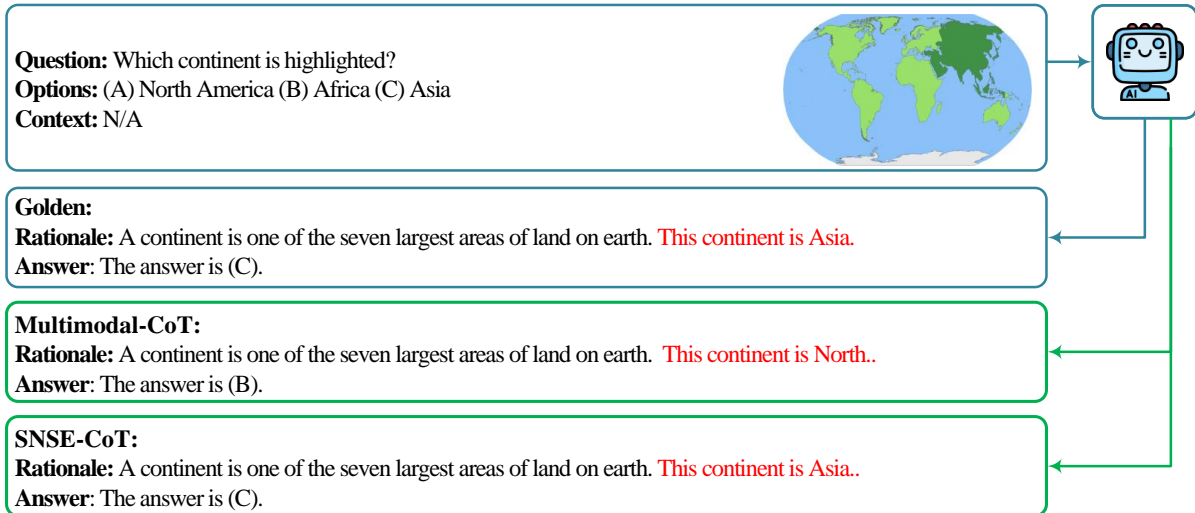 Question: Which continent is highlighted?
Options: (A) North America (B) Africa (C) Asia
Context: N/A
AI
Golden:
Rationale: A continent is one of the seven largest areas of land on earth. This continent is Asia.
Answer: The answer is (C).
Multimodal-CoT:
Rationale: A continent is one of the seven largest areas of land on earth. This continent is North..
Answer: The answer is (B).
SNSE-CoT:
Rationale: A continent is one of the seven largest areas of land on earth. This continent is Asia..
Answer: The answer is (C).